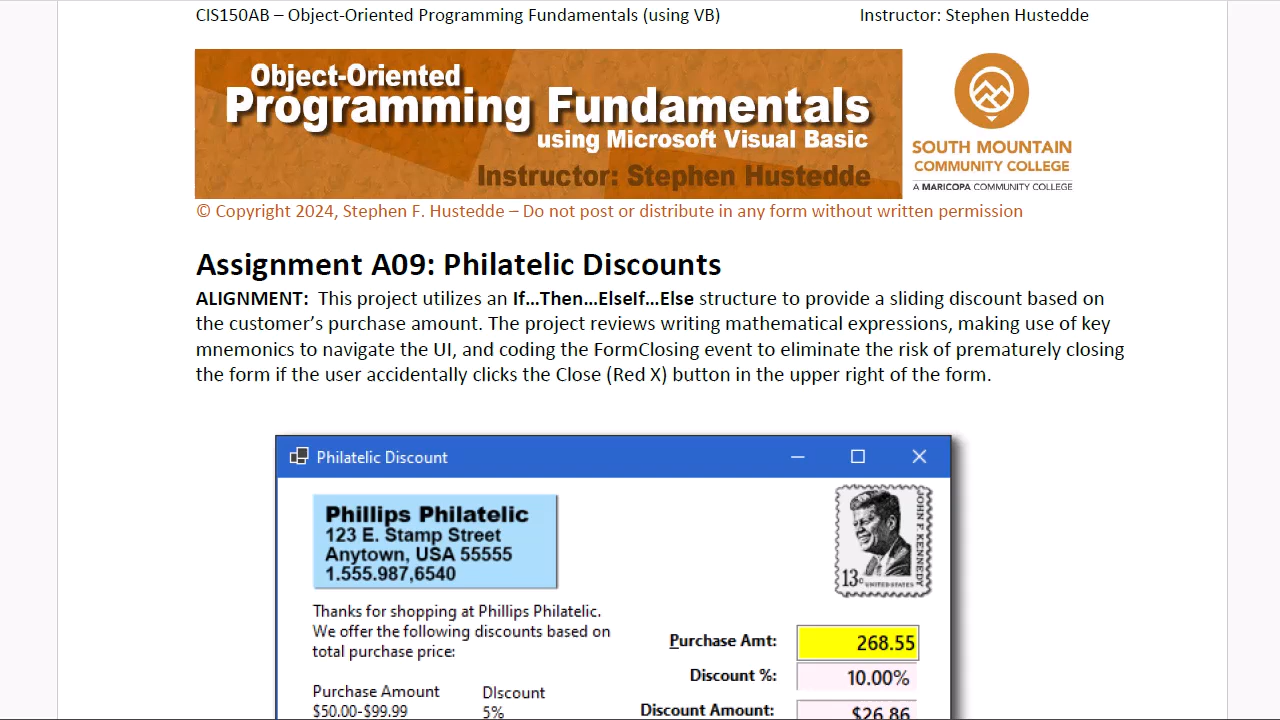 CIS150AB – Object-Oriented Programming Fundamentals (using VB) Instructor: Stephen Hustedde
Object-Oriented
Programming Fundamentals
using Microsoft Visual Basic
Instructor: Stephen Hustedde
SOUTH MOUNTAIN
COMMUNITY COLLEGE
A MARICOPA COMMUNITY COLLEGE
© Copyright 2024, Stephen F. Hustedde – Do not post or distribute in any form without written permission
Assignment A09: Philatelic Discounts
ALIGNMENT: This project utilizes an If...Then...ElseIf...Else structure to provide a sliding discount based on
the customer's purchase amount. The project reviews writing mathematical expressions, making use of key
mnemonics to navigate the UI, and coding the FormClosing event to eliminate the risk of prematurely closing
the form if the user accidentally clicks the Close (Red X) button in the upper right of the form.
Philatelic Discount
Phillips Philatelic
123 E. Stamp Street
Anytown, USA 55555
1.555.987,6540
JOHN F. KENNEDY
13c
UNITED STATES
Thanks for shopping at Phillips Philatelic.
We offer the following discounts based on
total purchase price:
Purchase Amt: 268.55
Discount %: 10.00%
Purchase Amount DIscount
$50.00-$99.99 5%
Discount Amount: $26.86